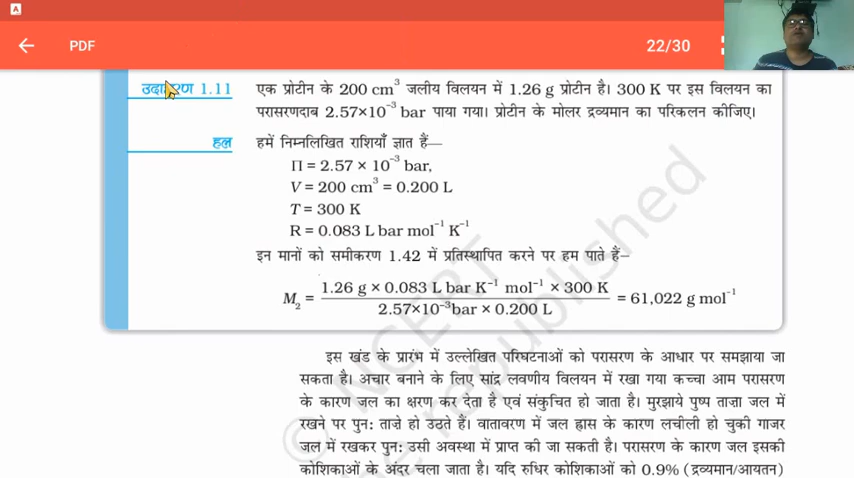 A
PDF
22/30
उदाहरण 1.11 एक प्रोटीन के 200 cm³ जलीय विलयन में 1.26 g प्रोटीन है। 300 K पर इस विलयन का
परासरणदाब 2.57×10⁻³ bar पाया गया। प्रोटीन के मोलर द्रव्यमान का परिकलन कीजिए।
हल हमें निम्नलिखित राशियाँ ज्ञात हैं—
Π = 2.57 × 10⁻³ bar,
V = 200 cm³ = 0.200 L
T = 300 K
R = 0.083 L bar mol⁻¹ K⁻¹
इन मानों को समीकरण 1.42 में प्रतिस्थापित करने पर हम पाते हैं–
M₂ = 1.26 g × 0.083 L bar K⁻¹ mol⁻¹ × 300 K / 2.57×10⁻³bar × 0.200 L = 61,022 g mol⁻¹
इस खंड के प्रारंभ में उल्लेखित परिघटनाओं को परासरण के आधार पर समझाया जा
सकता है। अचार बनाने के लिए सांद्र लवणीय विलयन में रखा गया कच्चा आम परासरण
के कारण जल का क्षरण कर देता है एवं संकुचित हो जाता है। मुरझाये पुष्प ताज़ा जल में
रखने पर पुन: ताज़े हो उठते हैं। वातावरण में जल ह्रास के कारण लचीली हो चुकी गाजर
जल में रखकर पुन: उसी अवस्था में प्राप्त की जा सकती है। परासरण के कारण जल इसकी
कोशिकाओं के अंदर चला जाता है। यदि रुधिर कोशिकाओं को 0.9% (द्रव्यमान/आयतन)
© NCERT
republished